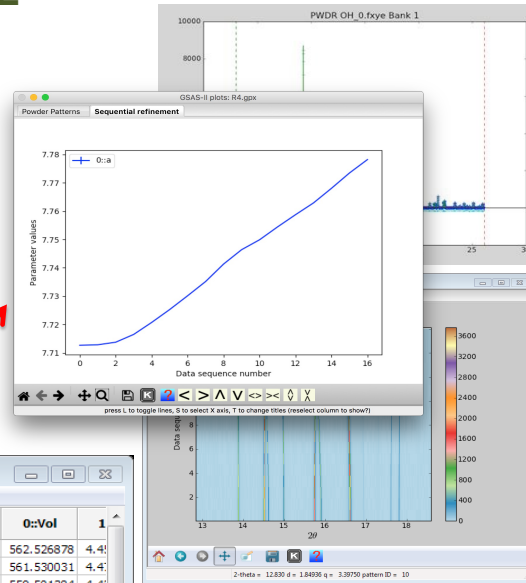 PWDR OH_0.fxye Bank 1
10000
8000
25
GSAS-II plots: R4.gpx
Powder Patterns
Sequential refinement
0::a
7.78
7.77
7.76
7.75
7.74
7.73
7.72
7.71
Parameter values
0 2 4 6 8 10 12 14 16
Data sequence number
K
press L to toggle lines, S to select X axis, T to change titles (reselect column to show?)
3600
3200
2800
2400
2000
1600
1200
800
400
0
Data
8
6
4
2
13 14 15 16 17 18
2θ
K
2-theta = 12.830 d = 1.84936 q = 3.39750 pattern ID = 10
0::Vol
562.526878
561.530031